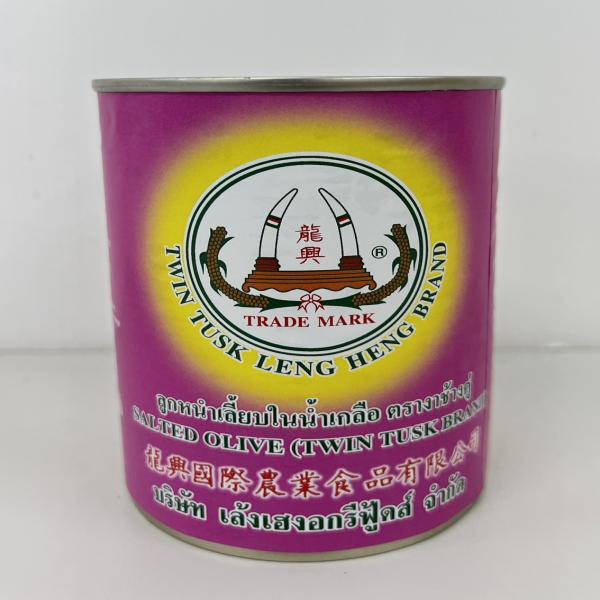 龍
興
®
TRADE MARK
TWIN TUSK LENG HENG BRAND
ลูกหนำเลี้ยบในน้ำเกลือ ตรางาช้างคู่
SALTED OLIVE (TWIN TUSK BRAND
龍興國際農業食品有限公司
บริษัท เล้งเฮงอกรีฟู้ดส์ จำกัด